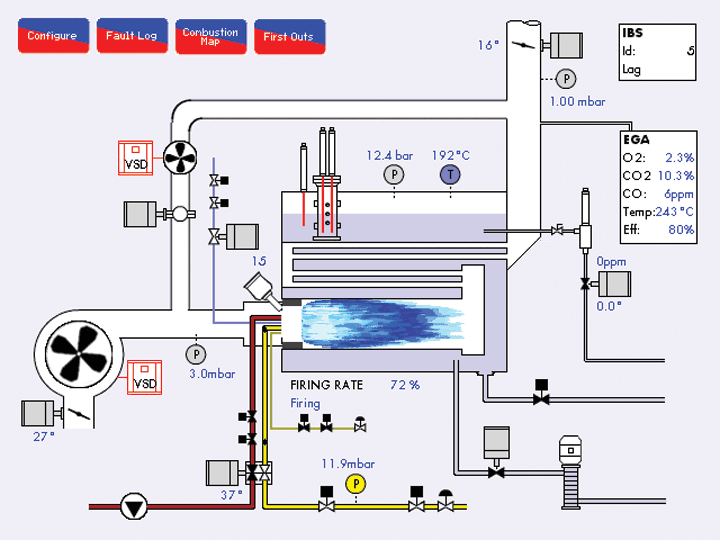 Configure
Fault Log
Combustion
Map
First Outs
16°
IBS
Id: 5
Lag
P
1.00 mbar
VSD
12.4 bar
192°C
P
T
EGA
O2: 2.3%
CO2 10.3%
CO: 6ppm
Temp:243°C
Eff: 80%
15
0ppm
0.0°
P
3.0mbar
VSD
FIRING RATE 72%
Firing
27°
11.9mbar
P
37°